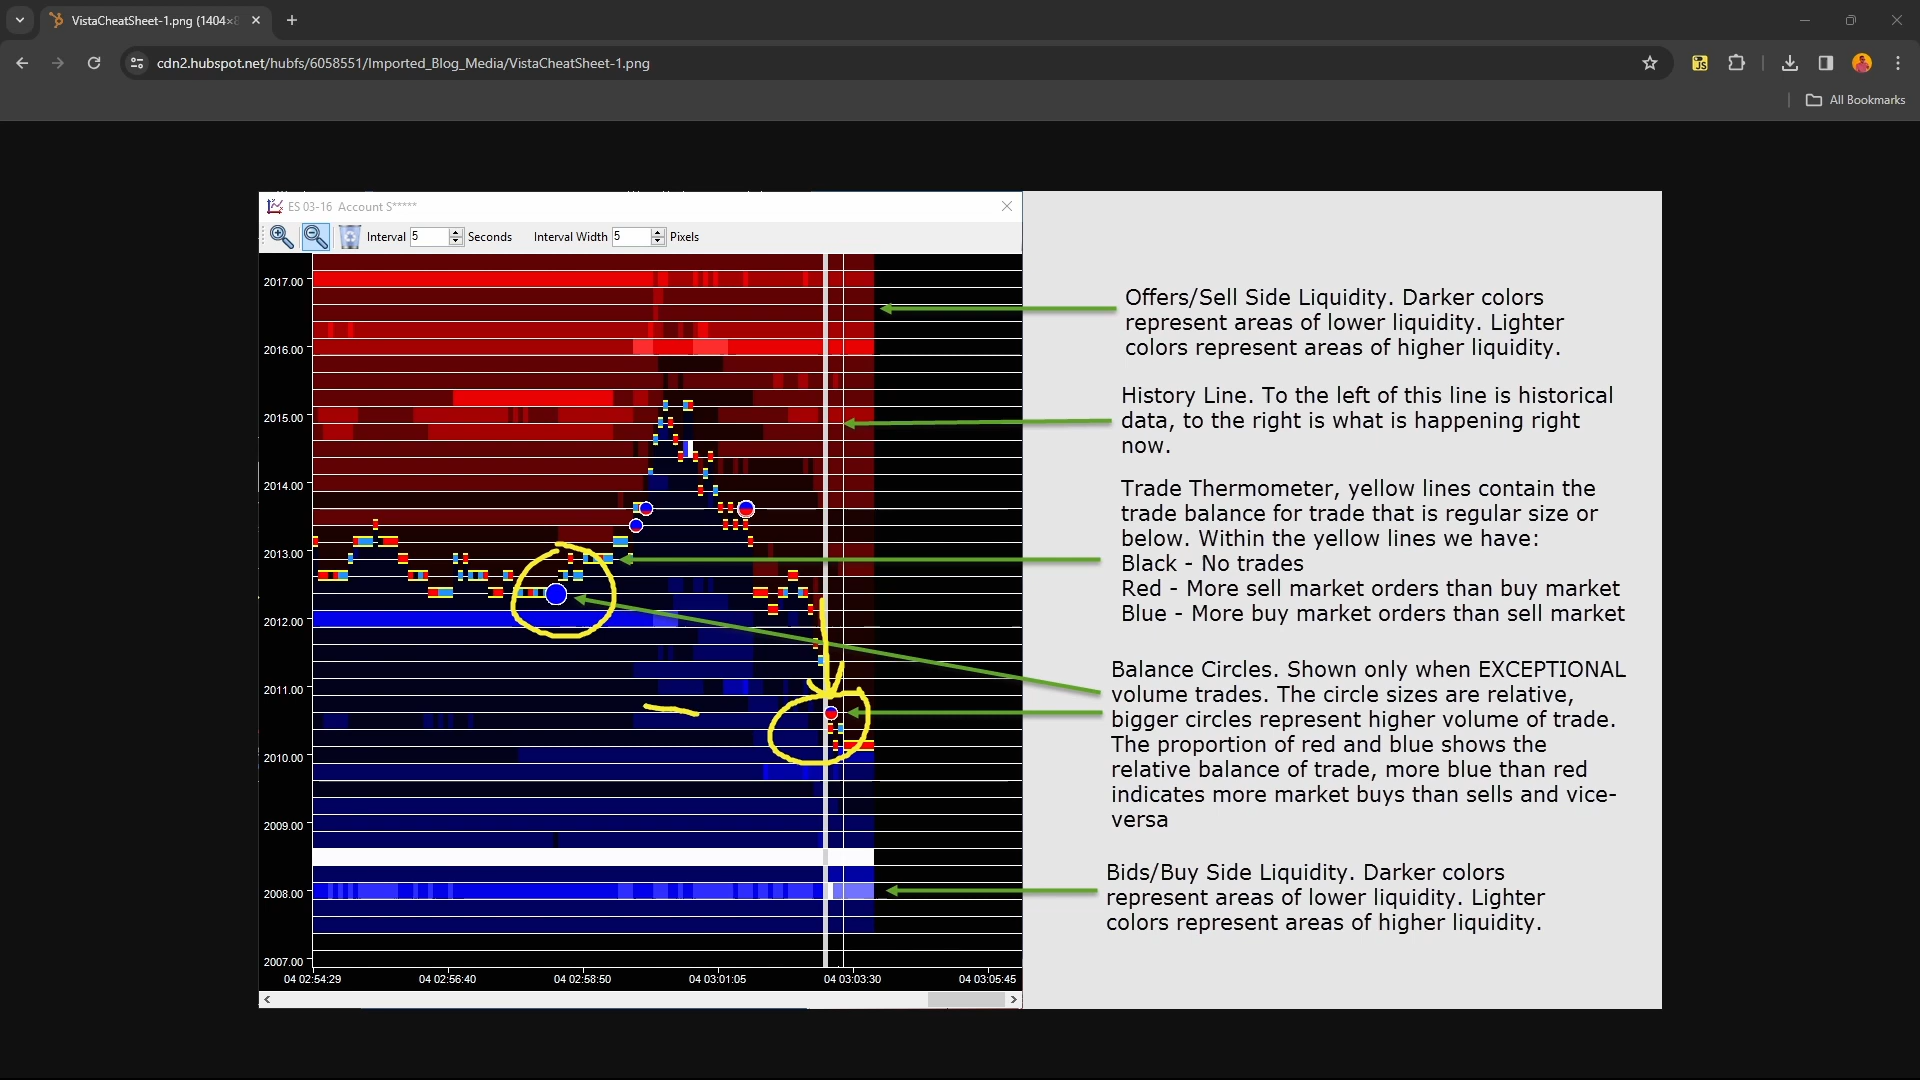 VistaCheatSheet-1.png (1404×8
cdn2.hubspot.net/hubfs/6058551/Imported_Blog_Media/VistaCheatSheet-1.png
JS
All Bookmarks
ES 03-16 Account S*****
Interval 5 Seconds Interval Width 5 Pixels
2017.00
2016.00
2015.00
2014.00
2013.00
2012.00
2011.00
2010.00
2009.00
2008.00
2007.00
04 02:54:29 04 02:56:40 04 02:58:50 04 03:01:05 04 03:03:30 04 03:05:45
Offers/Sell Side Liquidity. Darker colors
represent areas of lower liquidity. Lighter
colors represent areas of higher liquidity.
History Line. To the left of this line is historical
data, to the right is what is happening right
now.
Trade Thermometer, yellow lines contain the
trade balance for trade that is regular size or
below. Within the yellow lines we have:
Black - No trades
Red - More sell market orders than buy market
Blue - More buy market orders than sell market
Balance Circles. Shown only when EXCEPTIONAL
volume trades. The circle sizes are relative,
bigger circles represent higher volume of trade.
The proportion of red and blue shows the
relative balance of trade, more blue than red
indicates more market buys than sells and vice-
versa
Bids/Buy Side Liquidity. Darker colors
represent areas of lower liquidity. Lighter
colors represent areas of higher liquidity.